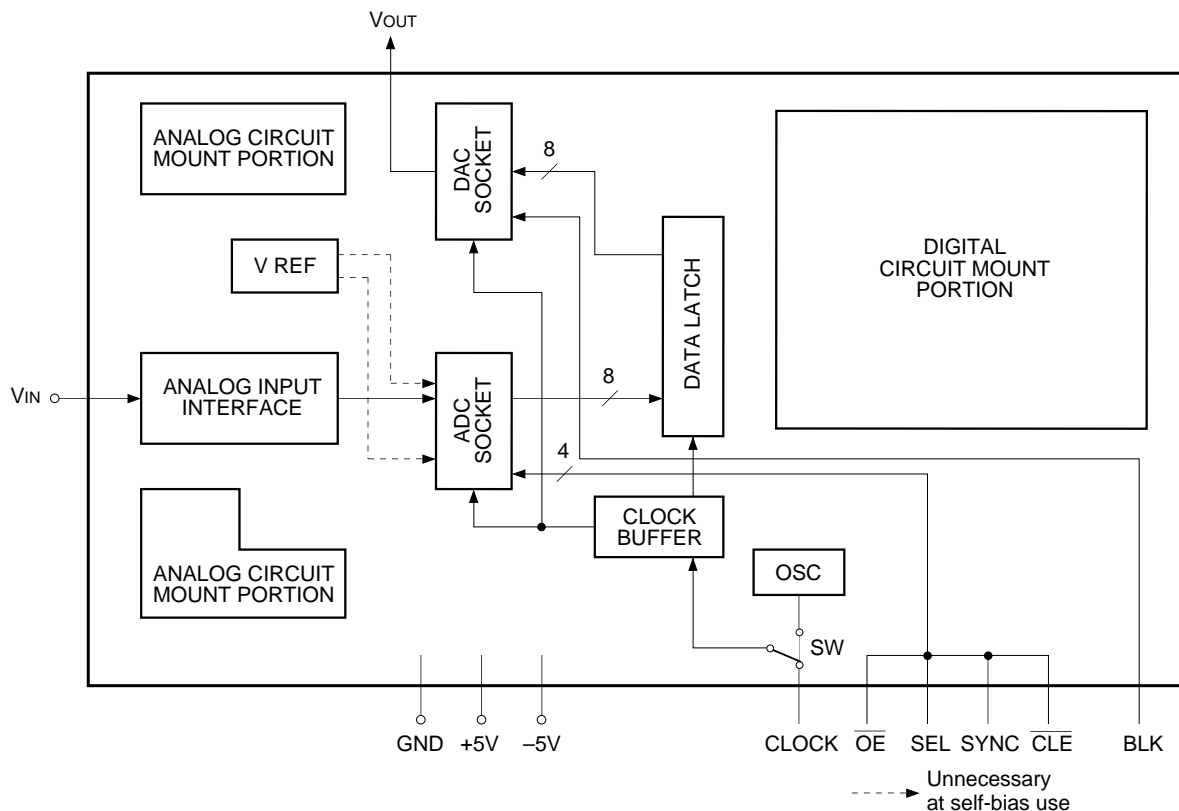 VOUT
ANALOG CIRCUIT
MOUNT PORTION
DAC
SOCKET
8
DIGITAL
CIRCUIT MOUNT
PORTION
V REF
DATA LATCH
VIN
ANALOG INPUT
INTERFACE
ADC
SOCKET
8
4
CLOCK
BUFFER
ANALOG CIRCUIT
MOUNT PORTION
OSC
SW
GND
+5V
–5V
CLOCK
O̅E̅
SEL
SYNC
C̅L̅E̅
BLK
Unnecessary
at self-bias use